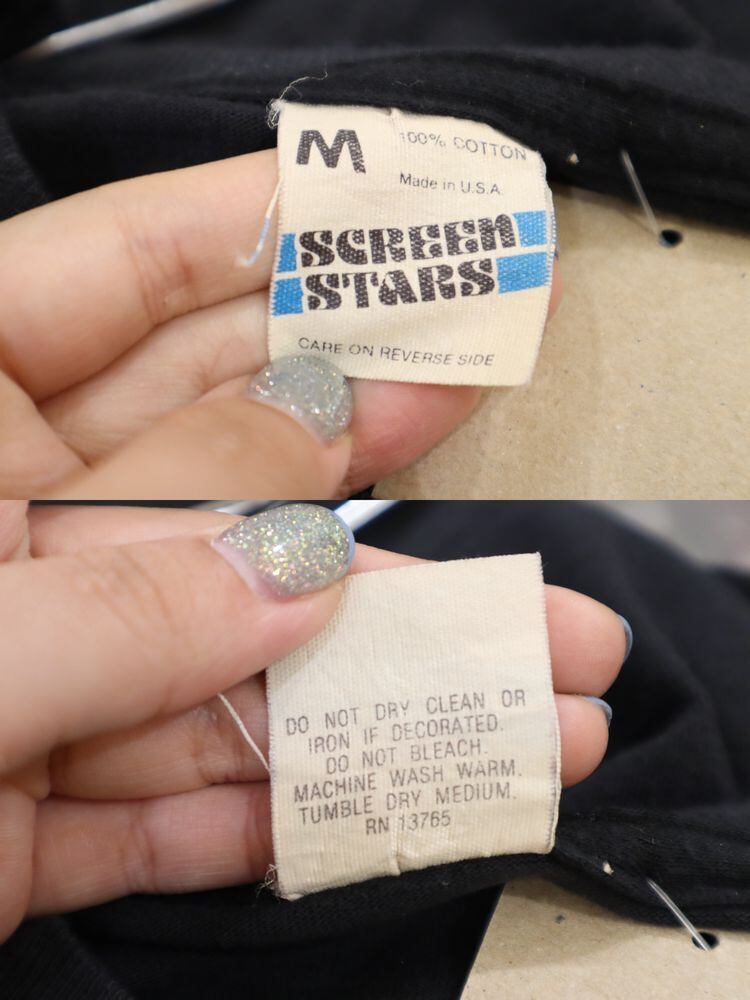 M
100% COTTON
Made in U.S.A.
SCREEN
STARS
CARE ON REVERSE SIDE
DO NOT DRY CLEAN OR
IRON IF DECORATED.
DO NOT BLEACH.
MACHINE WASH WARM.
TUMBLE DRY MEDIUM.
RN 13765